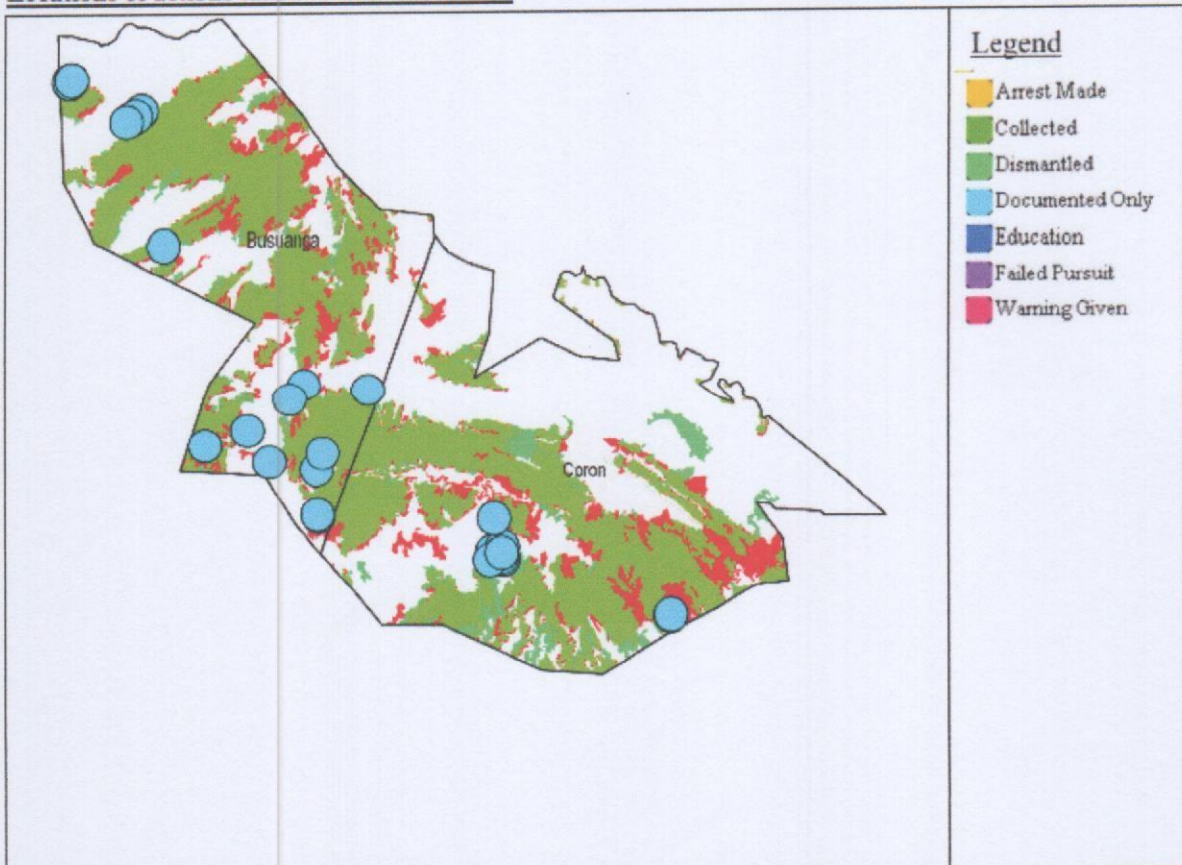 Legend
Arrest Made
Collected
Dismantled
Documented Only
Education
Failed Pursuit
Warning Given
Busuanga
Coron